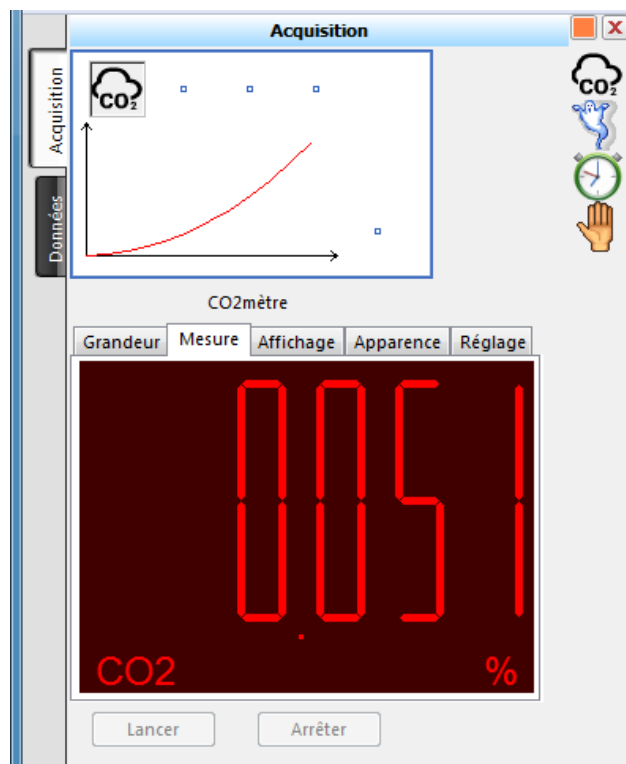 Acquisition
Acquisition
Données
CO2
CO2
CO2mètre
Grandeur Mesure Affichage Apparence Réglage
0.051
CO2 %
Lancer Arrêter